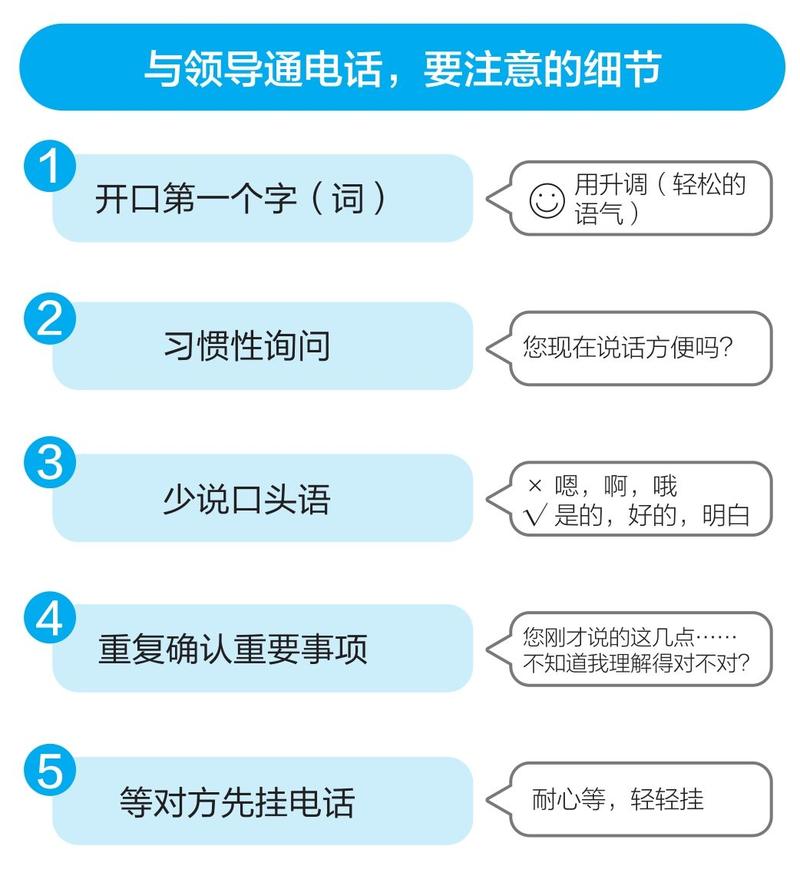 与领导通电话，要注意的细节
1
开口第一个字（词）
用升调（轻松的
语气）
2
习惯性询问
您现在说话方便吗？
3
少说口头语
× 嗯，啊，哦
√ 是的，好的，明白
4
重复确认重要事项
您刚才说的这几点……
不知道我理解得对不对？
5
等对方先挂电话
耐心等，轻轻挂